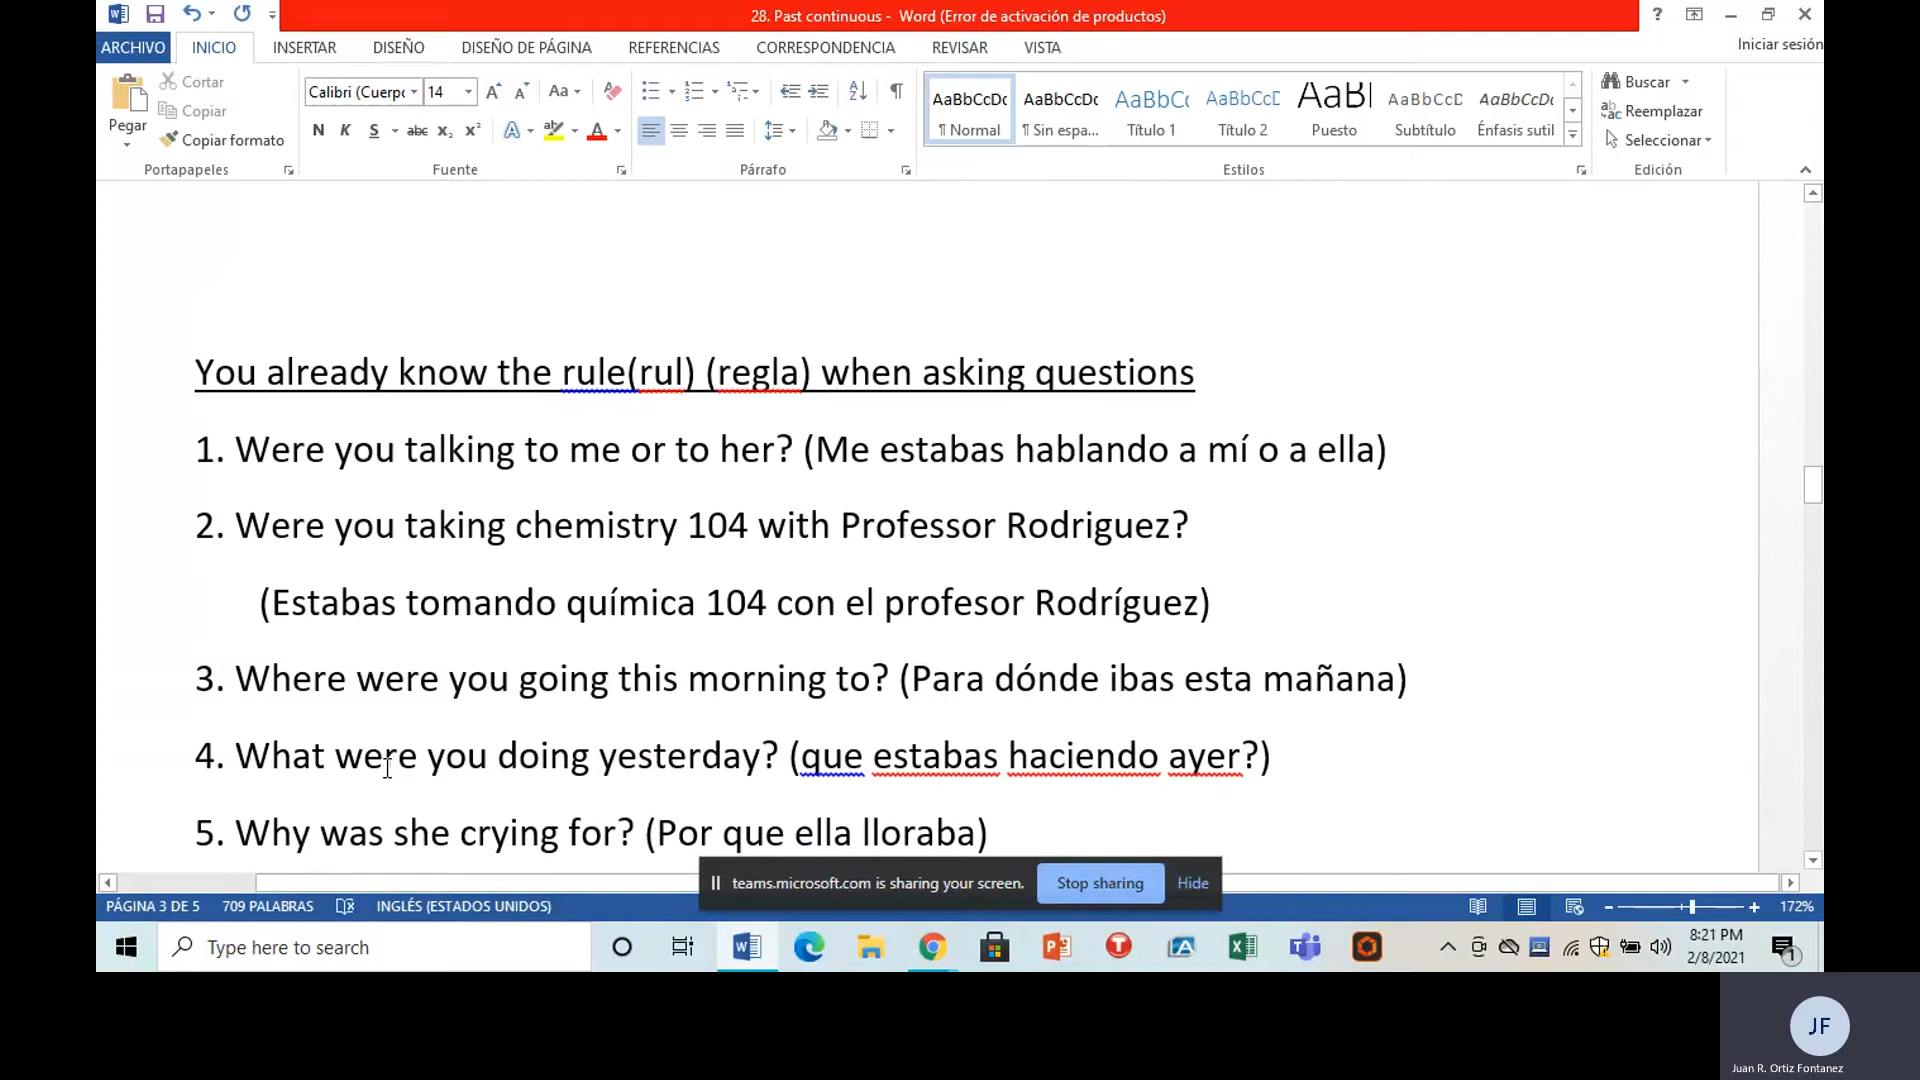 28. Past continuous - Word (Error de activación de productos)
ARCHIVO INICIO INSERTAR DISEÑO DISEÑO DE PÁGINA REFERENCIAS CORRESPONDENCIA REVISAR VISTA Iniciar sesión
Pegar
Cortar
Copiar
Copiar formato
Portapapeles
Calibri (Cuerpo 14
N K S abc x₂ x²
Fuente
Párrafo
AaBbCcDc AaBbCcDc AaBbC AaBbCcD AaB AaBbCcD AaBbCcDc
¶ Normal ¶ Sin espa... Título 1 Título 2 Puesto Subtítulo Énfasis sutil
Estilos
Buscar
Reemplazar
Seleccionar
Edición
You already know the rule(rul) (regla) when asking questions
1. Were you talking to me or to her? (Me estabas hablando a mí o a ella)
2. Were you taking chemistry 104 with Professor Rodriguez?
(Estabas tomando química 104 con el profesor Rodríguez)
3. Where were you going this morning to? (Para dónde ibas esta mañana)
4. What were you doing yesterday? (que estabas haciendo ayer?)
5. Why was she crying for? (Por que ella lloraba)
teams.microsoft.com is sharing your screen. Stop sharing Hide
PÁGINA 3 DE 5 709 PALABRAS INGLÉS (ESTADOS UNIDOS) 172%
Type here to search
8:21 PM
2/8/2021
1
JF
Juan R. Ortiz Fontanez